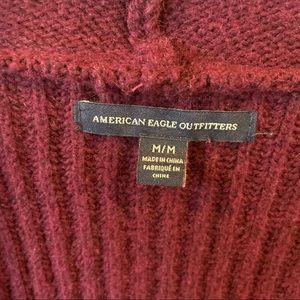 AMERICAN EAGLE OUTFITTERS
M/M
MADE IN CHINA
FABRIQUÉ EN
CHINE